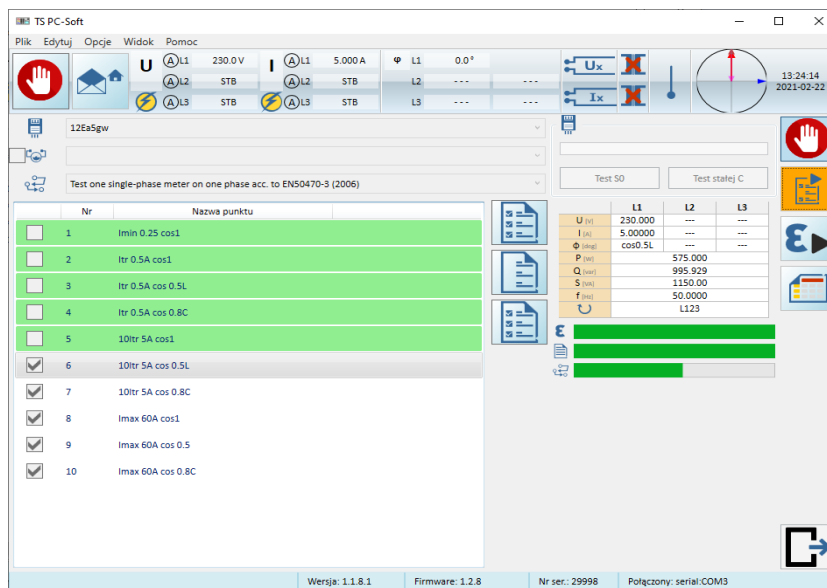 TS PC-Soft
Plik Edytuj Opcje Widok Pomoc
U A L1 230.0 V I A L1 5.000 A φ L1 0.0 °
A L2 STB A L2 STB L2 --- ---
A L3 STB A L3 STB L3 --- ---
Ux
Ix
13:24:14
2021-02-22
12Ea5gw
Test one single-phase meter on one phase acc. to EN50470-3 (2006)
Test S0 Test stałej C
Nr Nazwa punktu
1 Imin 0.25 cos1
2 Itr 0.5A cos1
3 Itr 0.5A cos 0.5L
4 Itr 0.5A cos 0.8C
5 10Itr 5A cos1
6 10Itr 5A cos 0.5L
7 10Itr 5A cos 0.8C
8 Imax 60A cos1
9 Imax 60A cos 0.5
10 Imax 60A cos 0.8C
L1 L2 L3
U [V] 230.000 --- ---
I [A] 5.00000 --- ---
Φ [deg] cos0.5L --- ---
P [W] 575.000
Q [var] 995.929
S [VA] 1150.00
f [Hz] 50.0000
L123
ε
ε
Wersja: 1.1.8.1 Firmware: 1.2.8 Nr ser.: 29998 Połączony: serial:COM3